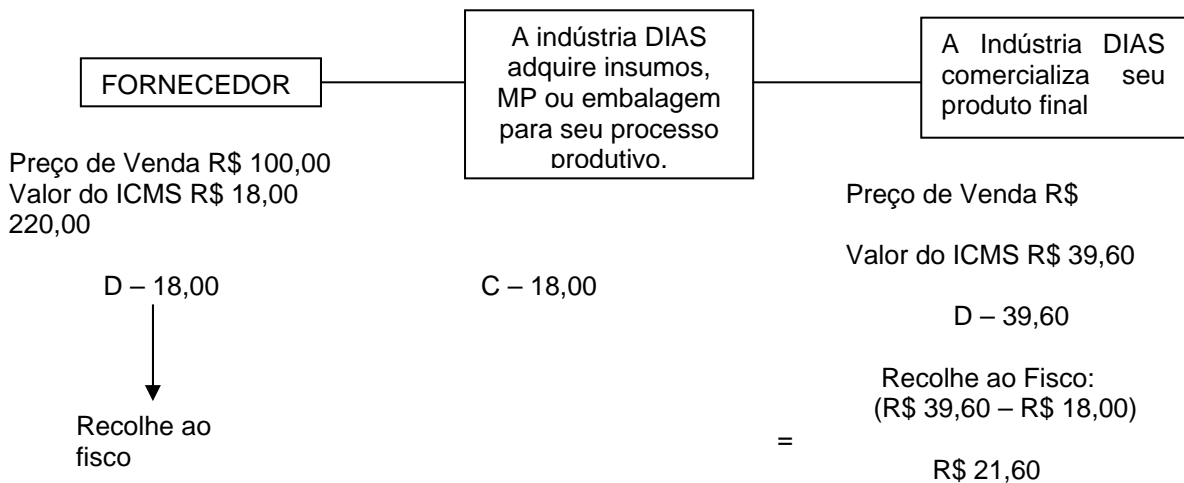 FORNECEDOR
A indústria DIAS
adquire insumos,
MP ou embalagem
para seu processo
produtivo.
A Indústria DIAS
comercializa seu
produto final
Preço de Venda R$ 100,00
Valor do ICMS R$ 18,00
220,00
Preço de Venda R$
Valor do ICMS R$ 39,60
D – 18,00
C – 18,00
D – 39,60
Recolhe ao
fisco
Recolhe ao Fisco:
(R$ 39,60 – R$ 18,00)
=
R$ 21,60